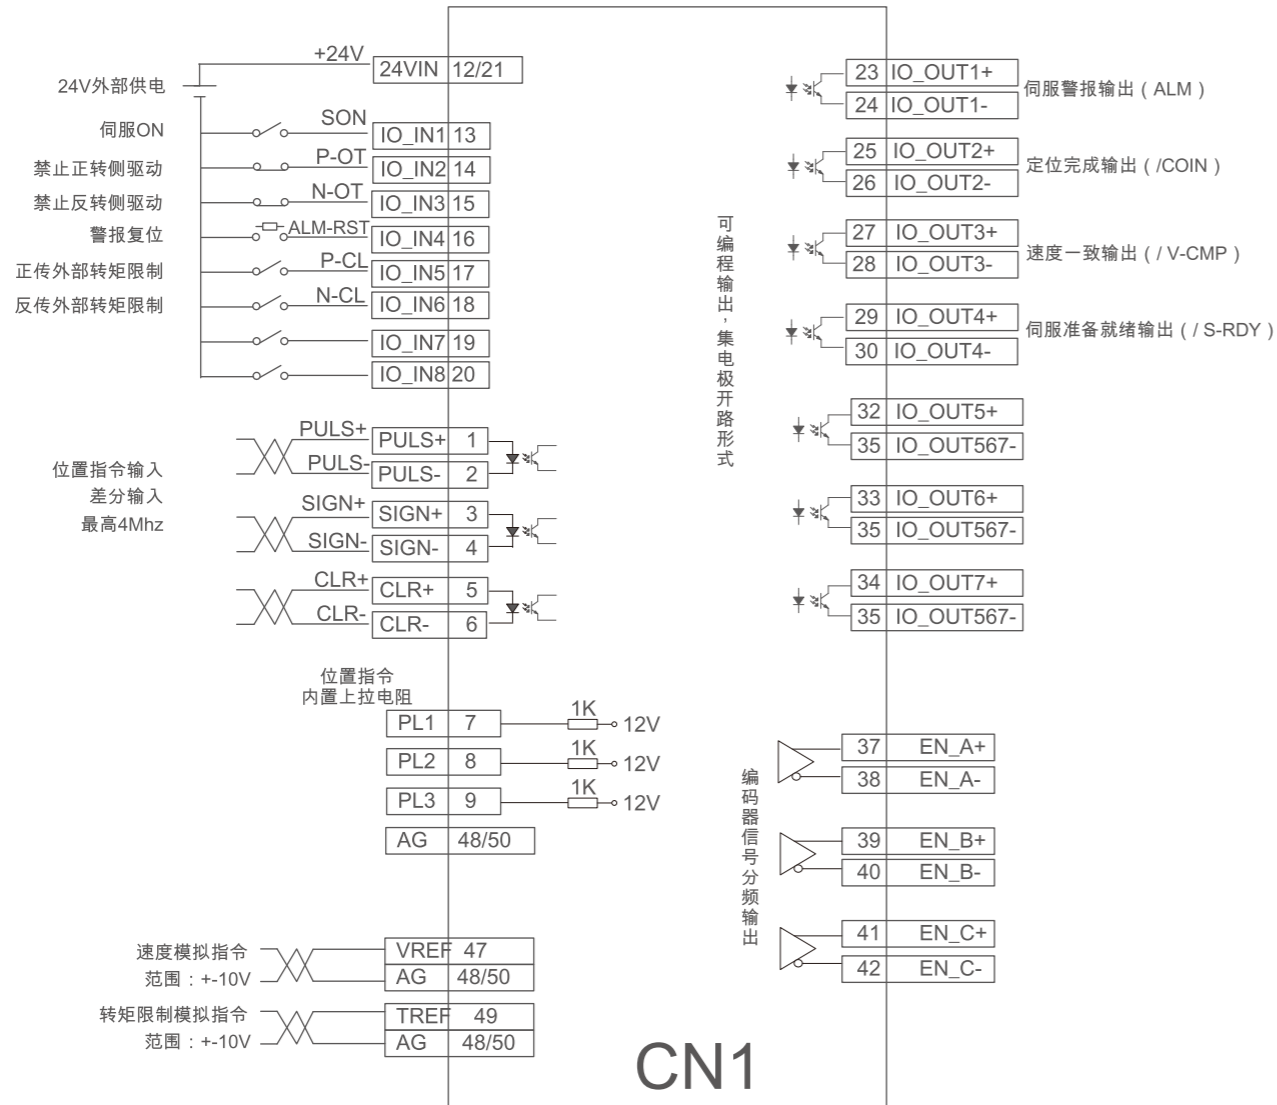 +24V
24VIN 12/21
24V外部供电
伺服ON
SON
IO_IN1 13
禁止正转侧驱动
P-OT
IO_IN2 14
禁止反转侧驱动
N-OT
IO_IN3 15
警报复位
ALM-RST
IO_IN4 16
正传外部转矩限制
P-CL
IO_IN5 17
反传外部转矩限制
N-CL
IO_IN6 18
IO_IN7 19
IO_IN8 20
PULS+
PULS+ 1
PULS-
PULS- 2
位置指令输入
差分输入
最高4Mhz
SIGN+
SIGN+ 3
SIGN-
SIGN- 4
CLR+
CLR+ 5
CLR-
CLR- 6
位置指令
内置上拉电阻
PL1 7
1K
12V
PL2 8
1K
12V
PL3 9
1K
12V
AG 48/50
速度模拟指令
范围：+-10V
VREF 47
AG 48/50
转矩限制模拟指令
范围：+-10V
TREF 49
AG 48/50
可编程输出，集电极开路形式
23 IO_OUT1+
24 IO_OUT1-
伺服警报输出（ALM）
25 IO_OUT2+
26 IO_OUT2-
定位完成输出（/COIN）
27 IO_OUT3+
28 IO_OUT3-
速度一致输出（/ V-CMP）
29 IO_OUT4+
30 IO_OUT4-
伺服准备就绪输出（/ S-RDY）
32 IO_OUT5+
35 IO_OUT567-
33 IO_OUT6+
35 IO_OUT567-
34 IO_OUT7+
35 IO_OUT567-
编码器信号分频输出
37 EN_A+
38 EN_A-
39 EN_B+
40 EN_B-
41 EN_C+
42 EN_C-
CN1